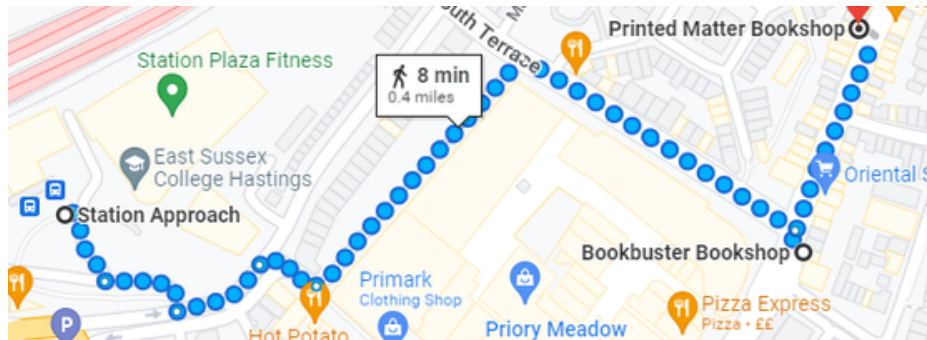 outh Terrace
Printed Matter Bookshop
Station Plaza Fitness
8 min
0.4 miles
East Sussex
College Hastings
Oriental S
Station Approach
Bookbuster Bookshop
Primark
Clothing Shop
Pizza Express
Pizza • ££
P
Hot Potato
Priory Meadow